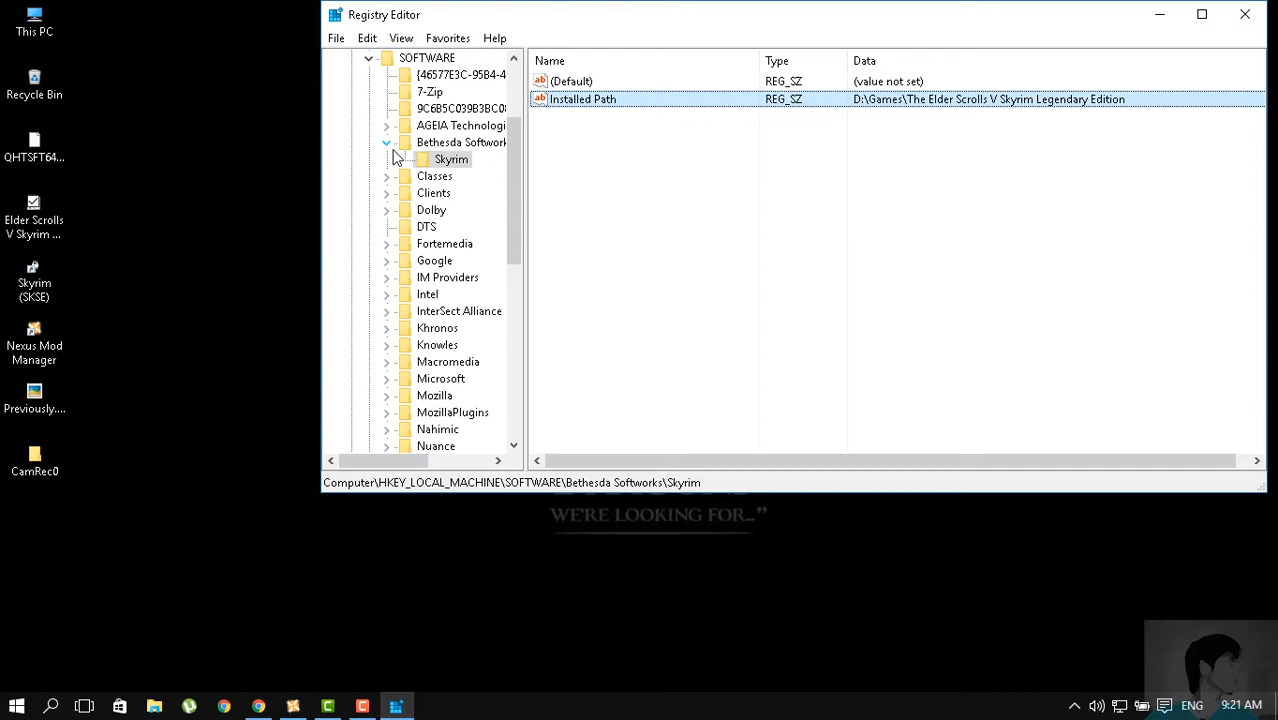 This PC
Recycle Bin
QHTSFT64...
Elder Scrolls
V Skyrim ...
Skyrim
(SKSE)
Nexus Mod
Manager
Previously....
CamRec0
Registry Editor
File Edit View Favorites Help
SOFTWARE
{46577E3C-95B4-4
7-Zip
9C6B5C039B3BC08
AGEIA Technologi
Bethesda Softwork
Skyrim
Classes
Clients
Dolby
DTS
Fortemedia
Google
IM Providers
Intel
InterSect Alliance
Khronos
Knowles
Macromedia
Microsoft
Mozilla
MozillaPlugins
Nahimic
Nuance
Name Type Data
ab (Default) REG_SZ (value not set)
ab Installed Path REG_SZ D:\Games\The Elder Scrolls V Skyrim Legendary Edition
Computer\HKEY_LOCAL_MACHINE\SOFTWARE\Bethesda Softworks\Skyrim
WE'RE LOOKING FOR..."
ENG 9:21 AM